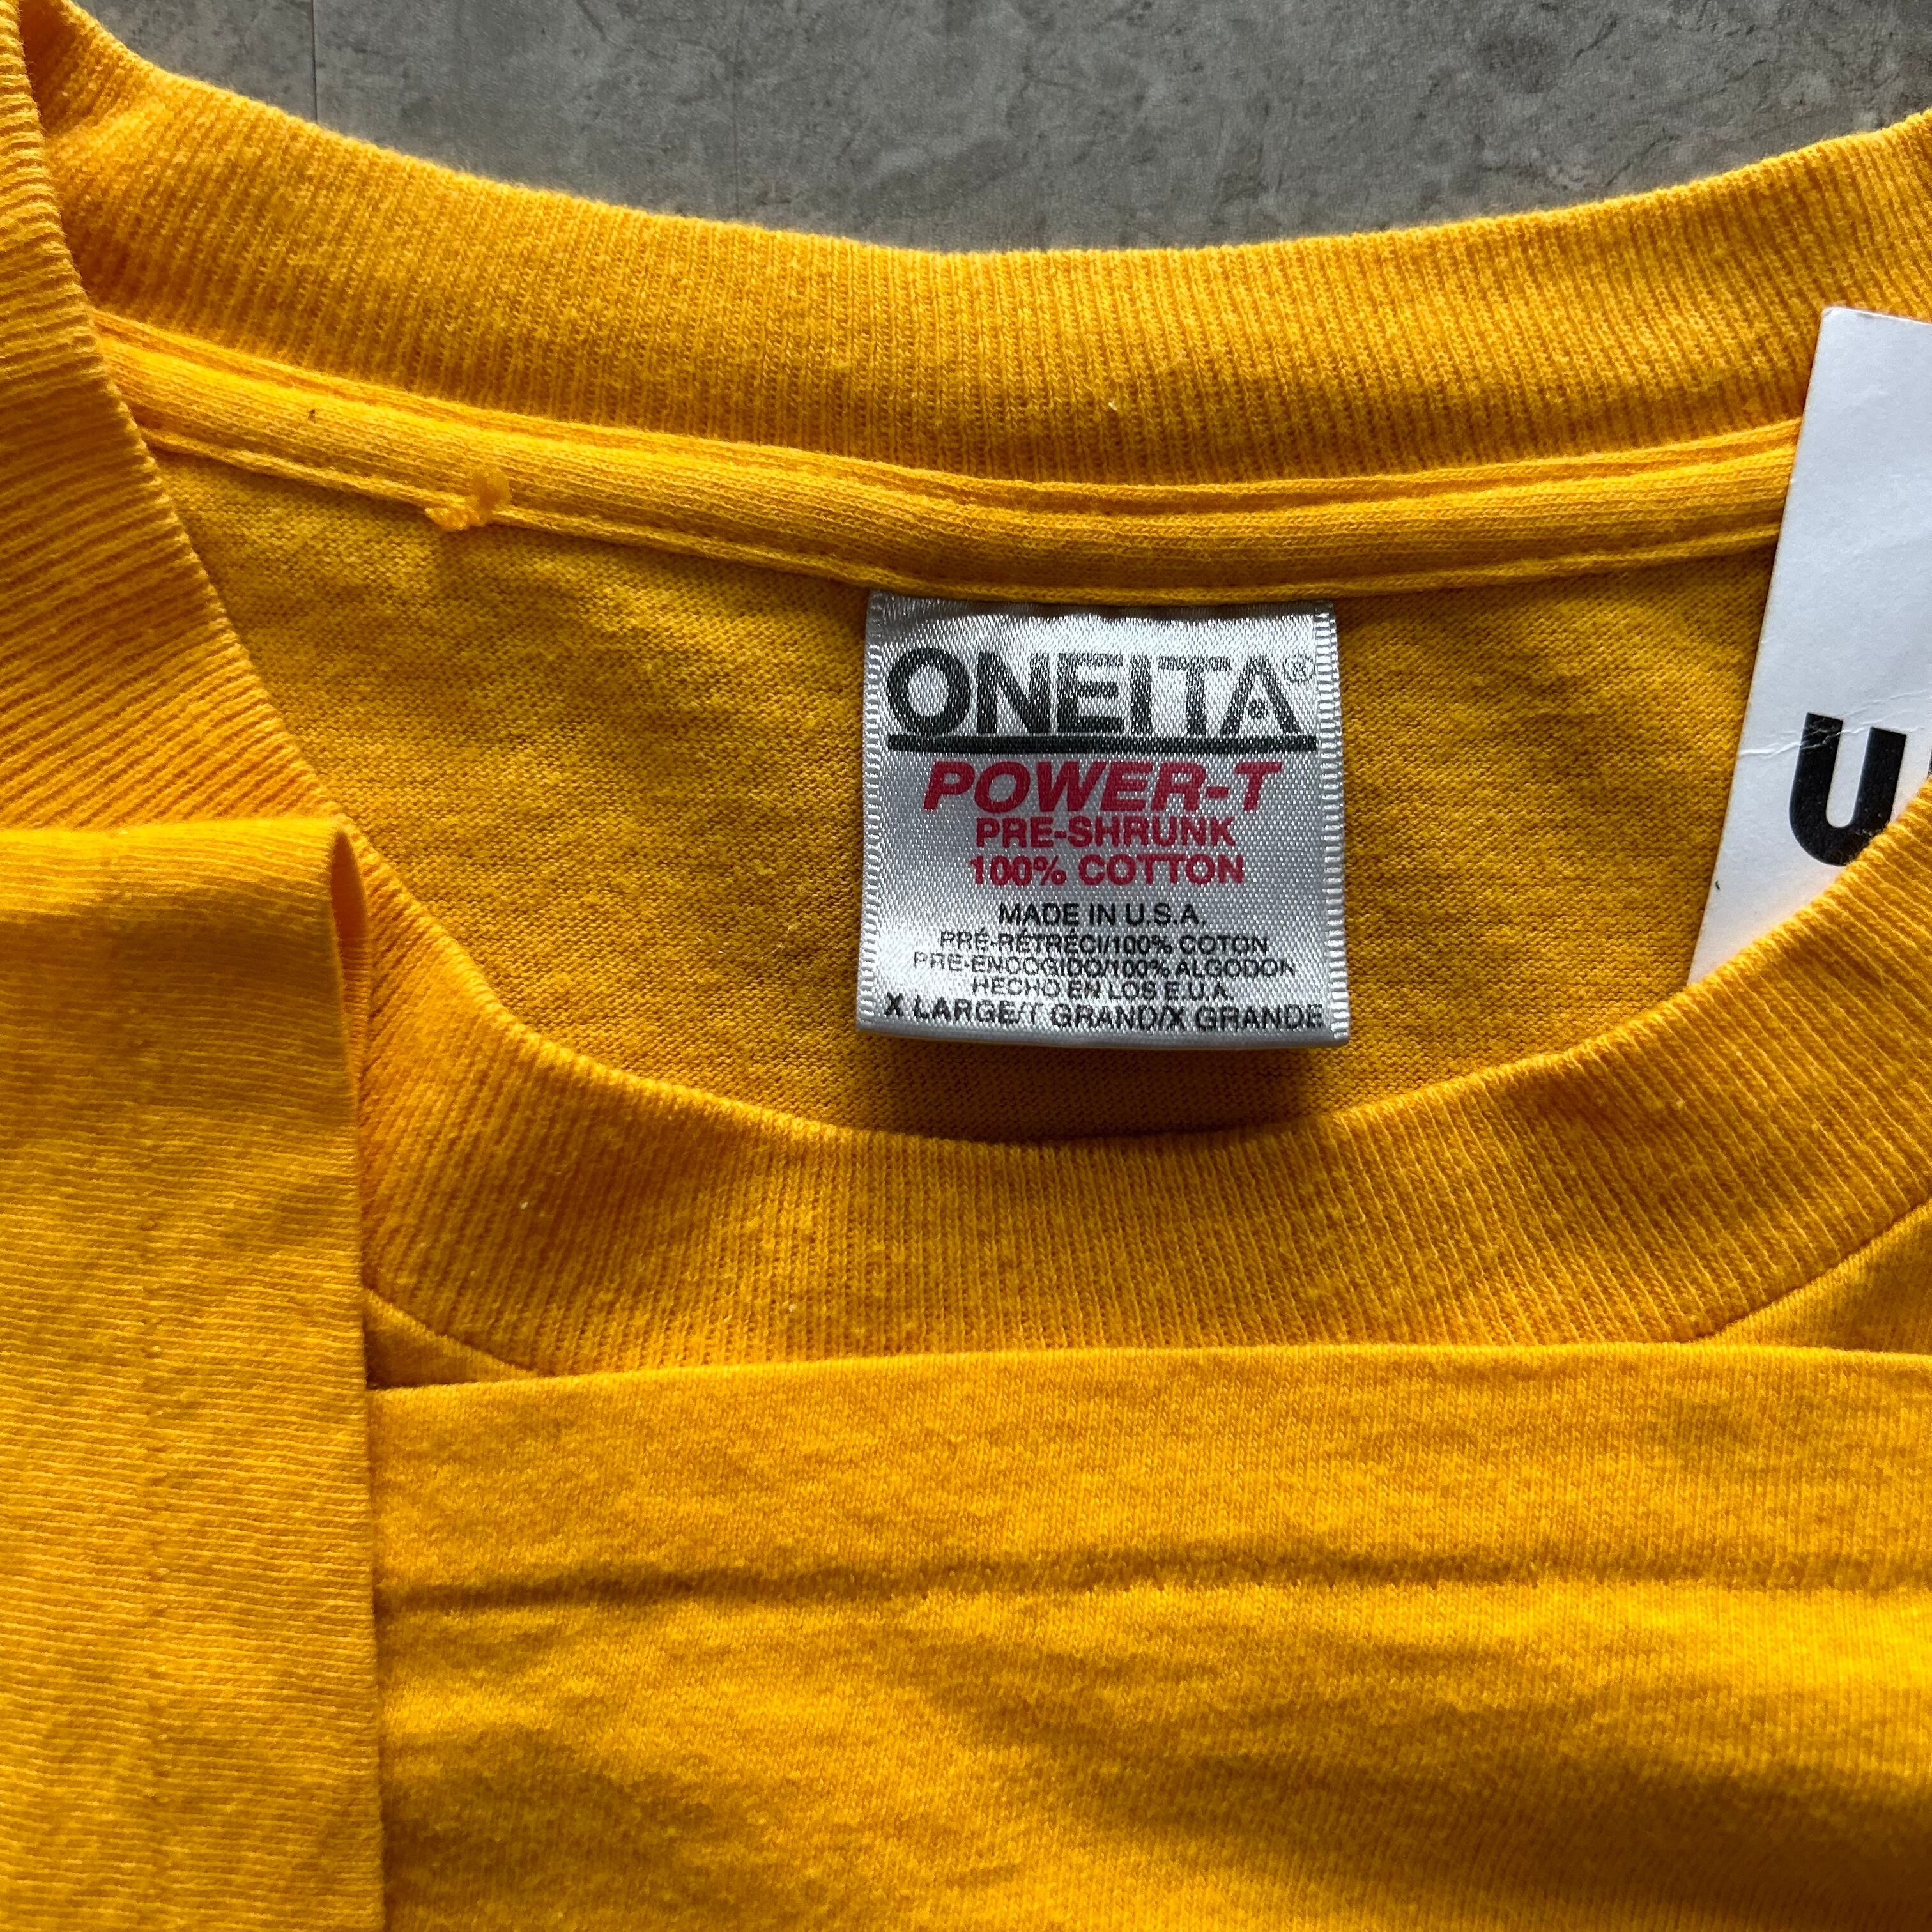 ONEITA®
POWER-T
PRE-SHRUNK
100% COTTON
MADE IN U.S.A.
PRÉ-RÉTRÉCI/100% COTON
PRE-ENCOGIDO/100% ALGODON
HECHO EN LOS E.U.A.
X LARGE/T GRAND/X GRANDE